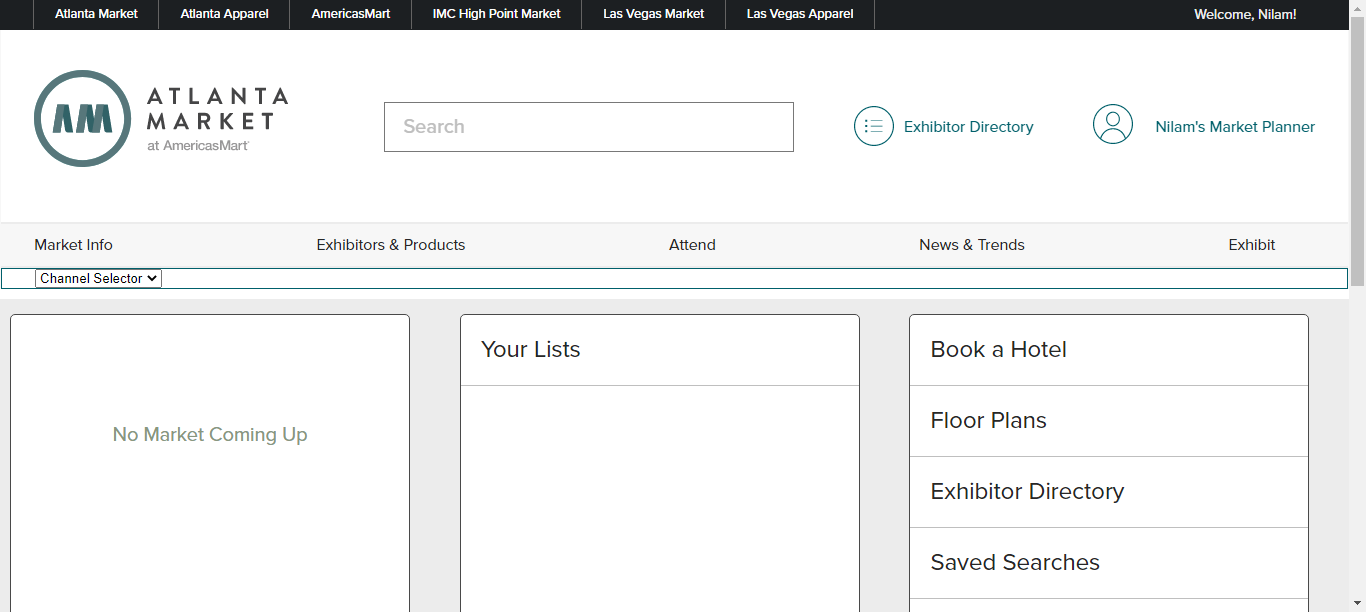 Atlanta Market
Atlanta Apparel
AmericasMart
IMC High Point Market
Las Vegas Market
Las Vegas Apparel
Welcome, Nilam!
AM
ATLANTA
MARKET
at AmericasMart
Search
Exhibitor Directory
Nilam's Market Planner
Market Info
Exhibitors & Products
Attend
News & Trends
Exhibit
Channel Selector
No Market Coming Up
Your Lists
Book a Hotel
Floor Plans
Exhibitor Directory
Saved Searches